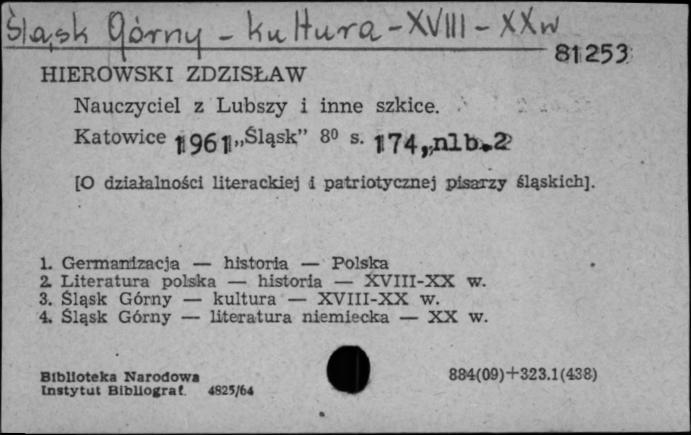 Śląsk Górny - kultura - XVIII - XX w
81253
HIEROWSKI ZDZISŁAW
Nauczyciel z Lubszy i inne szkice.
Katowice 1961 „Śląsk” 8⁰ s. 174, nlb. 2
[O działalności literackiej i patriotycznej pisarzy śląskich].
1. Germanizacja — historia — Polska
2. Literatura polska — historia — XVIII-XX w.
3. Śląsk Górny — kultura — XVIII-XX w.
4. Śląsk Górny — literatura niemiecka — XX w.
Biblioteka Narodowa
Instytut Bibliograf. 4825/64
884(09)+323.1(438)